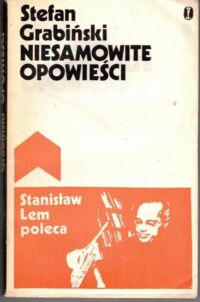 Stefan
Grabiński
NIESAMOWITE
OPOWIEŚCI
Stanisław
Lem
poleca